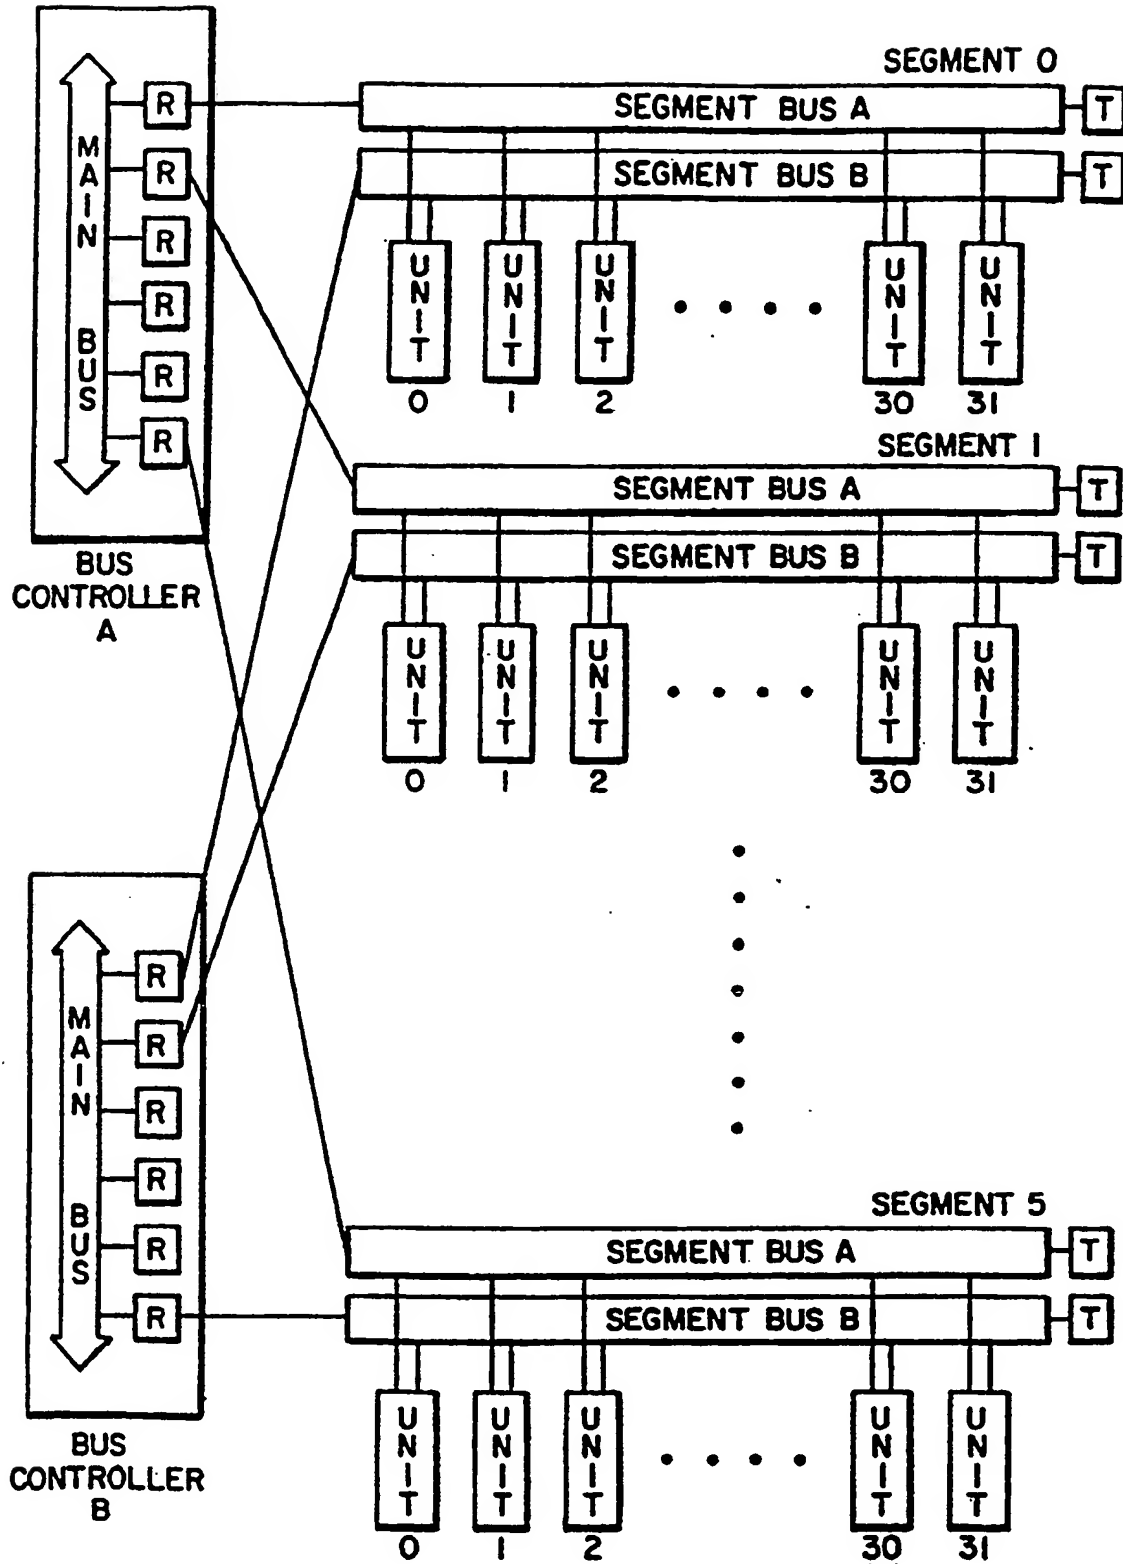 SEGMENT 0
R
SEGMENT BUS A
T
MAIN BUS
R
SEGMENT BUS B
T
R
R
R
R
UNIT
UNIT
UNIT
UNIT
UNIT
0
1
2
30
31
BUS
CONTROLLER
A
SEGMENT 1
SEGMENT BUS A
T
SEGMENT BUS B
T
UNIT
UNIT
UNIT
UNIT
UNIT
0
1
2
30
31
MAIN BUS
R
R
R
R
R
R
BUS
CONTROLLER
B
SEGMENT 5
SEGMENT BUS A
T
SEGMENT BUS B
T
UNIT
UNIT
UNIT
UNIT
UNIT
0
1
2
30
31